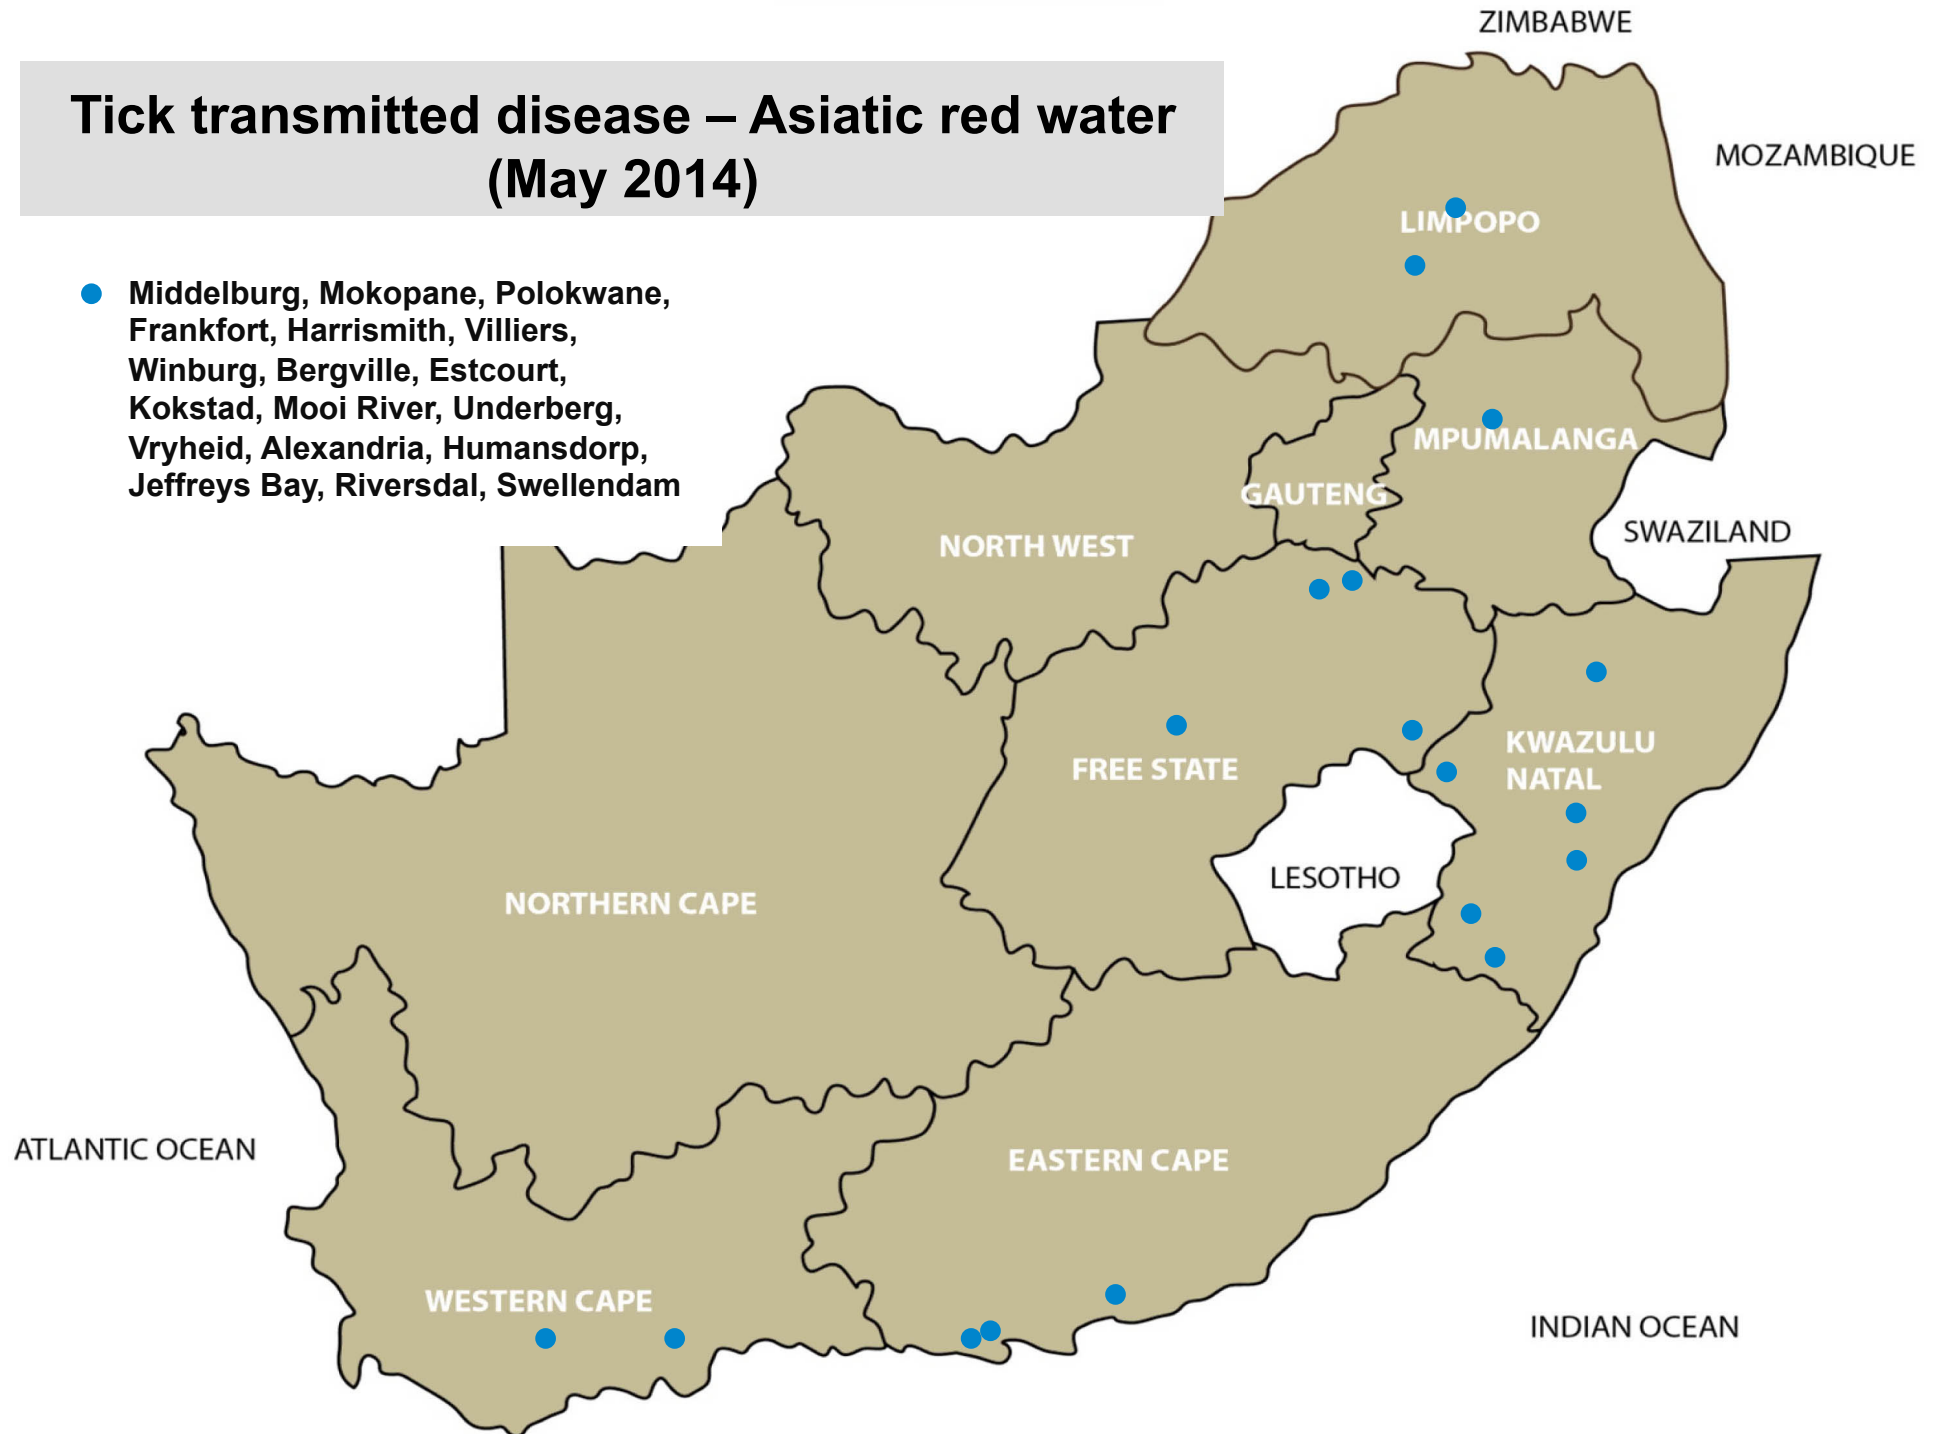 ZIMBABWE
Tick transmitted disease – Asiatic red water
(May 2014)
MOZAMBIQUE
LIMPOPO
Middelburg, Mokopane, Polokwane,
Frankfort, Harrismith, Villiers,
Winburg, Bergville, Estcourt,
Kokstad, Mooi River, Underberg,
Vryheid, Alexandria, Humansdorp,
Jeffreys Bay, Riversdal, Swellendam
MPUMALANGA
GAUTENG
SWAZILAND
NORTH WEST
KWAZULU
NATAL
FREE STATE
LESOTHO
NORTHERN CAPE
ATLANTIC OCEAN
EASTERN CAPE
WESTERN CAPE
INDIAN OCEAN